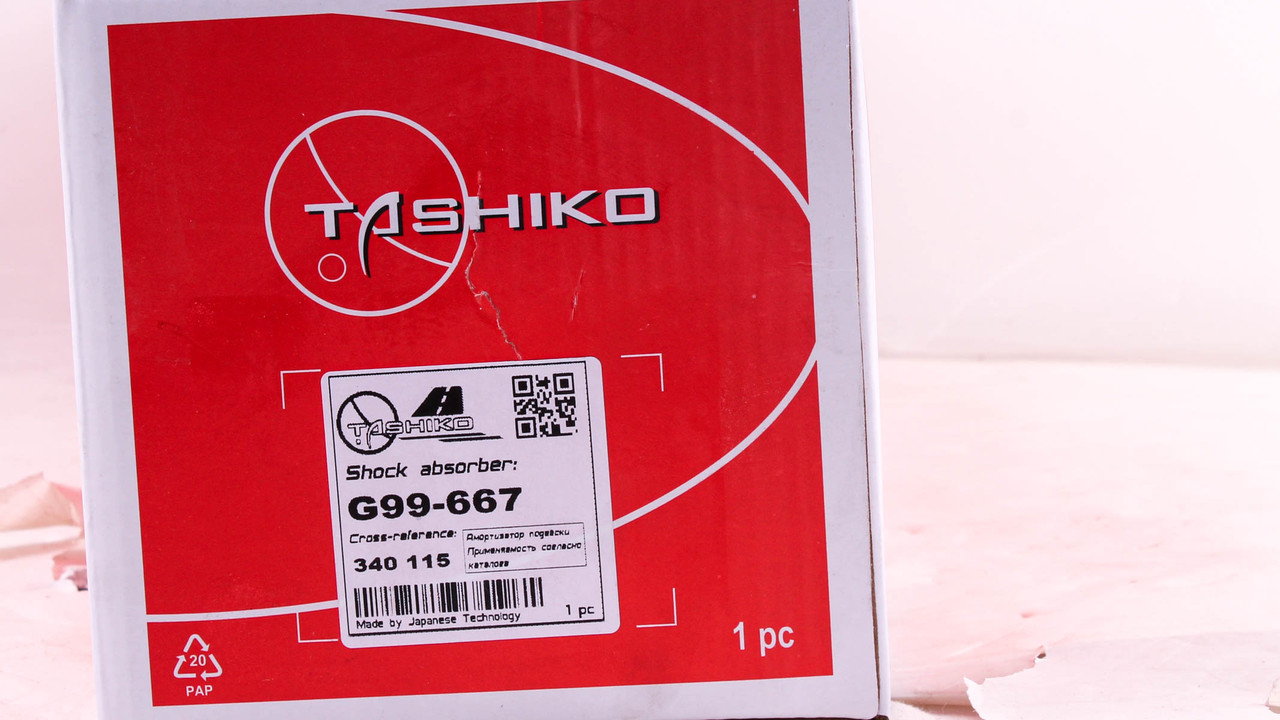 TASHIKO
TASHIKO
Shock absorber:
G99-667
Cross-reference:
340 115
Амортизатор подвески
Применяемость согласно
каталога
Made by Japanese Technology
1 pc
1 pc
20
PAP